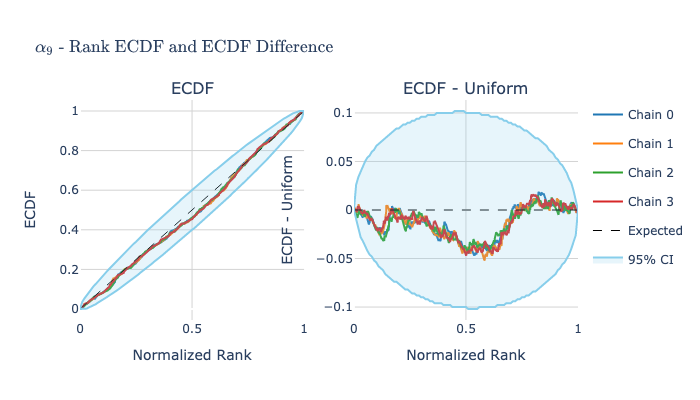 α₉ - Rank ECDF and ECDF Difference
ECDF
ECDF - Uniform
ECDF
1
0.8
0.6
0.4
0.2
0
0
0.5
1
Normalized Rank
ECDF - Uniform
0.1
0.05
0
−0.05
−0.1
0
0.5
1
Normalized Rank
Chain 0
Chain 1
Chain 2
Chain 3
Expected
95% CI